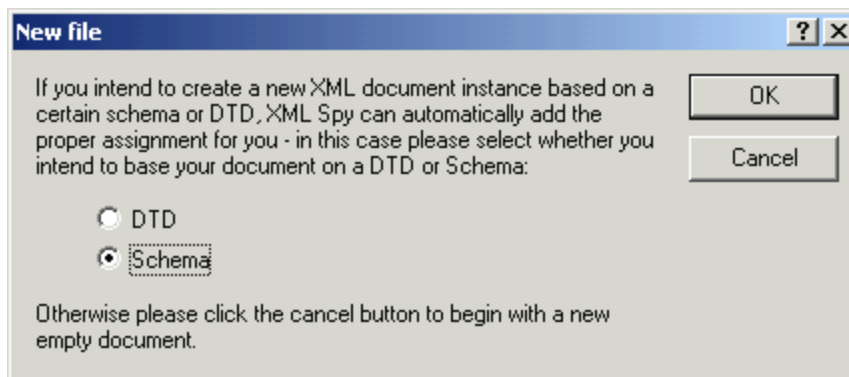 New file
If you intend to create a new XML document instance based on a
certain schema or DTD, XML Spy can automatically add the
proper assignment for you - in this case please select whether you
intend to base your document on a DTD or Schema:
OK
Cancel
DTD
Schema
Otherwise please click the cancel button to begin with a new
empty document.